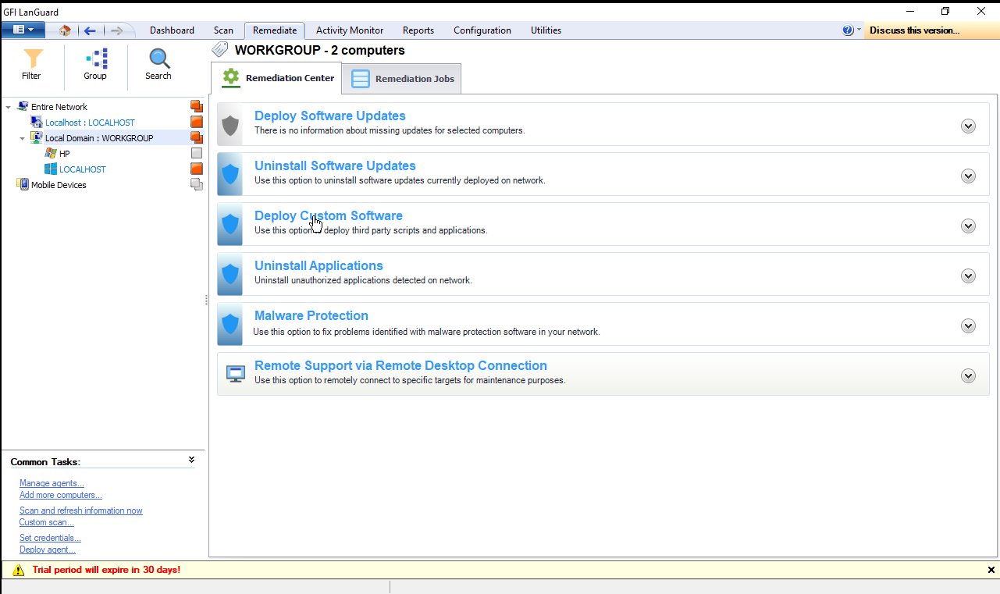 GFI LanGuard
Dashboard Scan Remediate Activity Monitor Reports Configuration Utilities Discuss this version...
Filter Group Search
Entire Network
Localhost : LOCALHOST
Local Domain : WORKGROUP
HP
LOCALHOST
Mobile Devices
Common Tasks:
Manage agents...
Add more computers...
Scan and refresh information now
Custom scan...
Set credentials...
Deploy agent...
WORKGROUP - 2 computers
Remediation Center Remediation Jobs
Deploy Software Updates
There is no information about missing updates for selected computers.
Uninstall Software Updates
Use this option to uninstall software updates currently deployed on network.
Deploy Custom Software
Use this option to deploy third party scripts and applications.
Uninstall Applications
Uninstall unauthorized applications detected on network.
Malware Protection
Use this option to fix problems identified with malware protection software in your network.
Remote Support via Remote Desktop Connection
Use this option to remotely connect to specific targets for maintenance purposes.
Trial period will expire in 30 days!